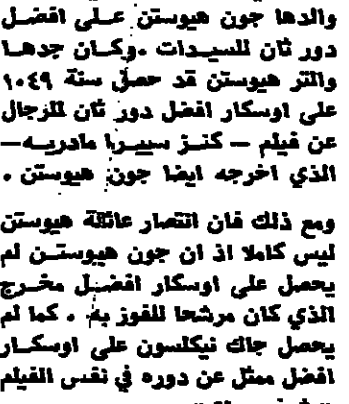 والدها جون هيوستن على افضل
دور ثان للسيدات . وكان جدها
والتر هيوستن قد حصل سنة ١٠٤٩
على اوسكار افضل دور ثان للرجال
عن فيلم — كنز سييرا مادريه —
الذي اخرجه ايضا جون هيوستن .
ومع ذلك فان انتصار عائلة هيوستن
ليس كاملا اذ ان جون هيوستن لم
يحصل على اوسكار افضل مخرج
الذي كان مرشحا للفوز به . كما لم
يحصل جاك نيكلسون على اوسكار
افضل ممثل عن دوره في نفس الفيلم